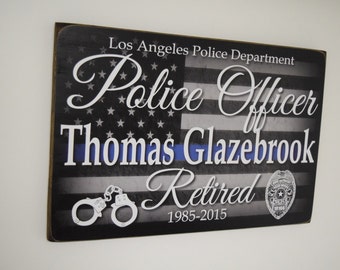 Los Angeles Police Department
Police Officer
Thomas Glazebrook
Retired
1985-2015